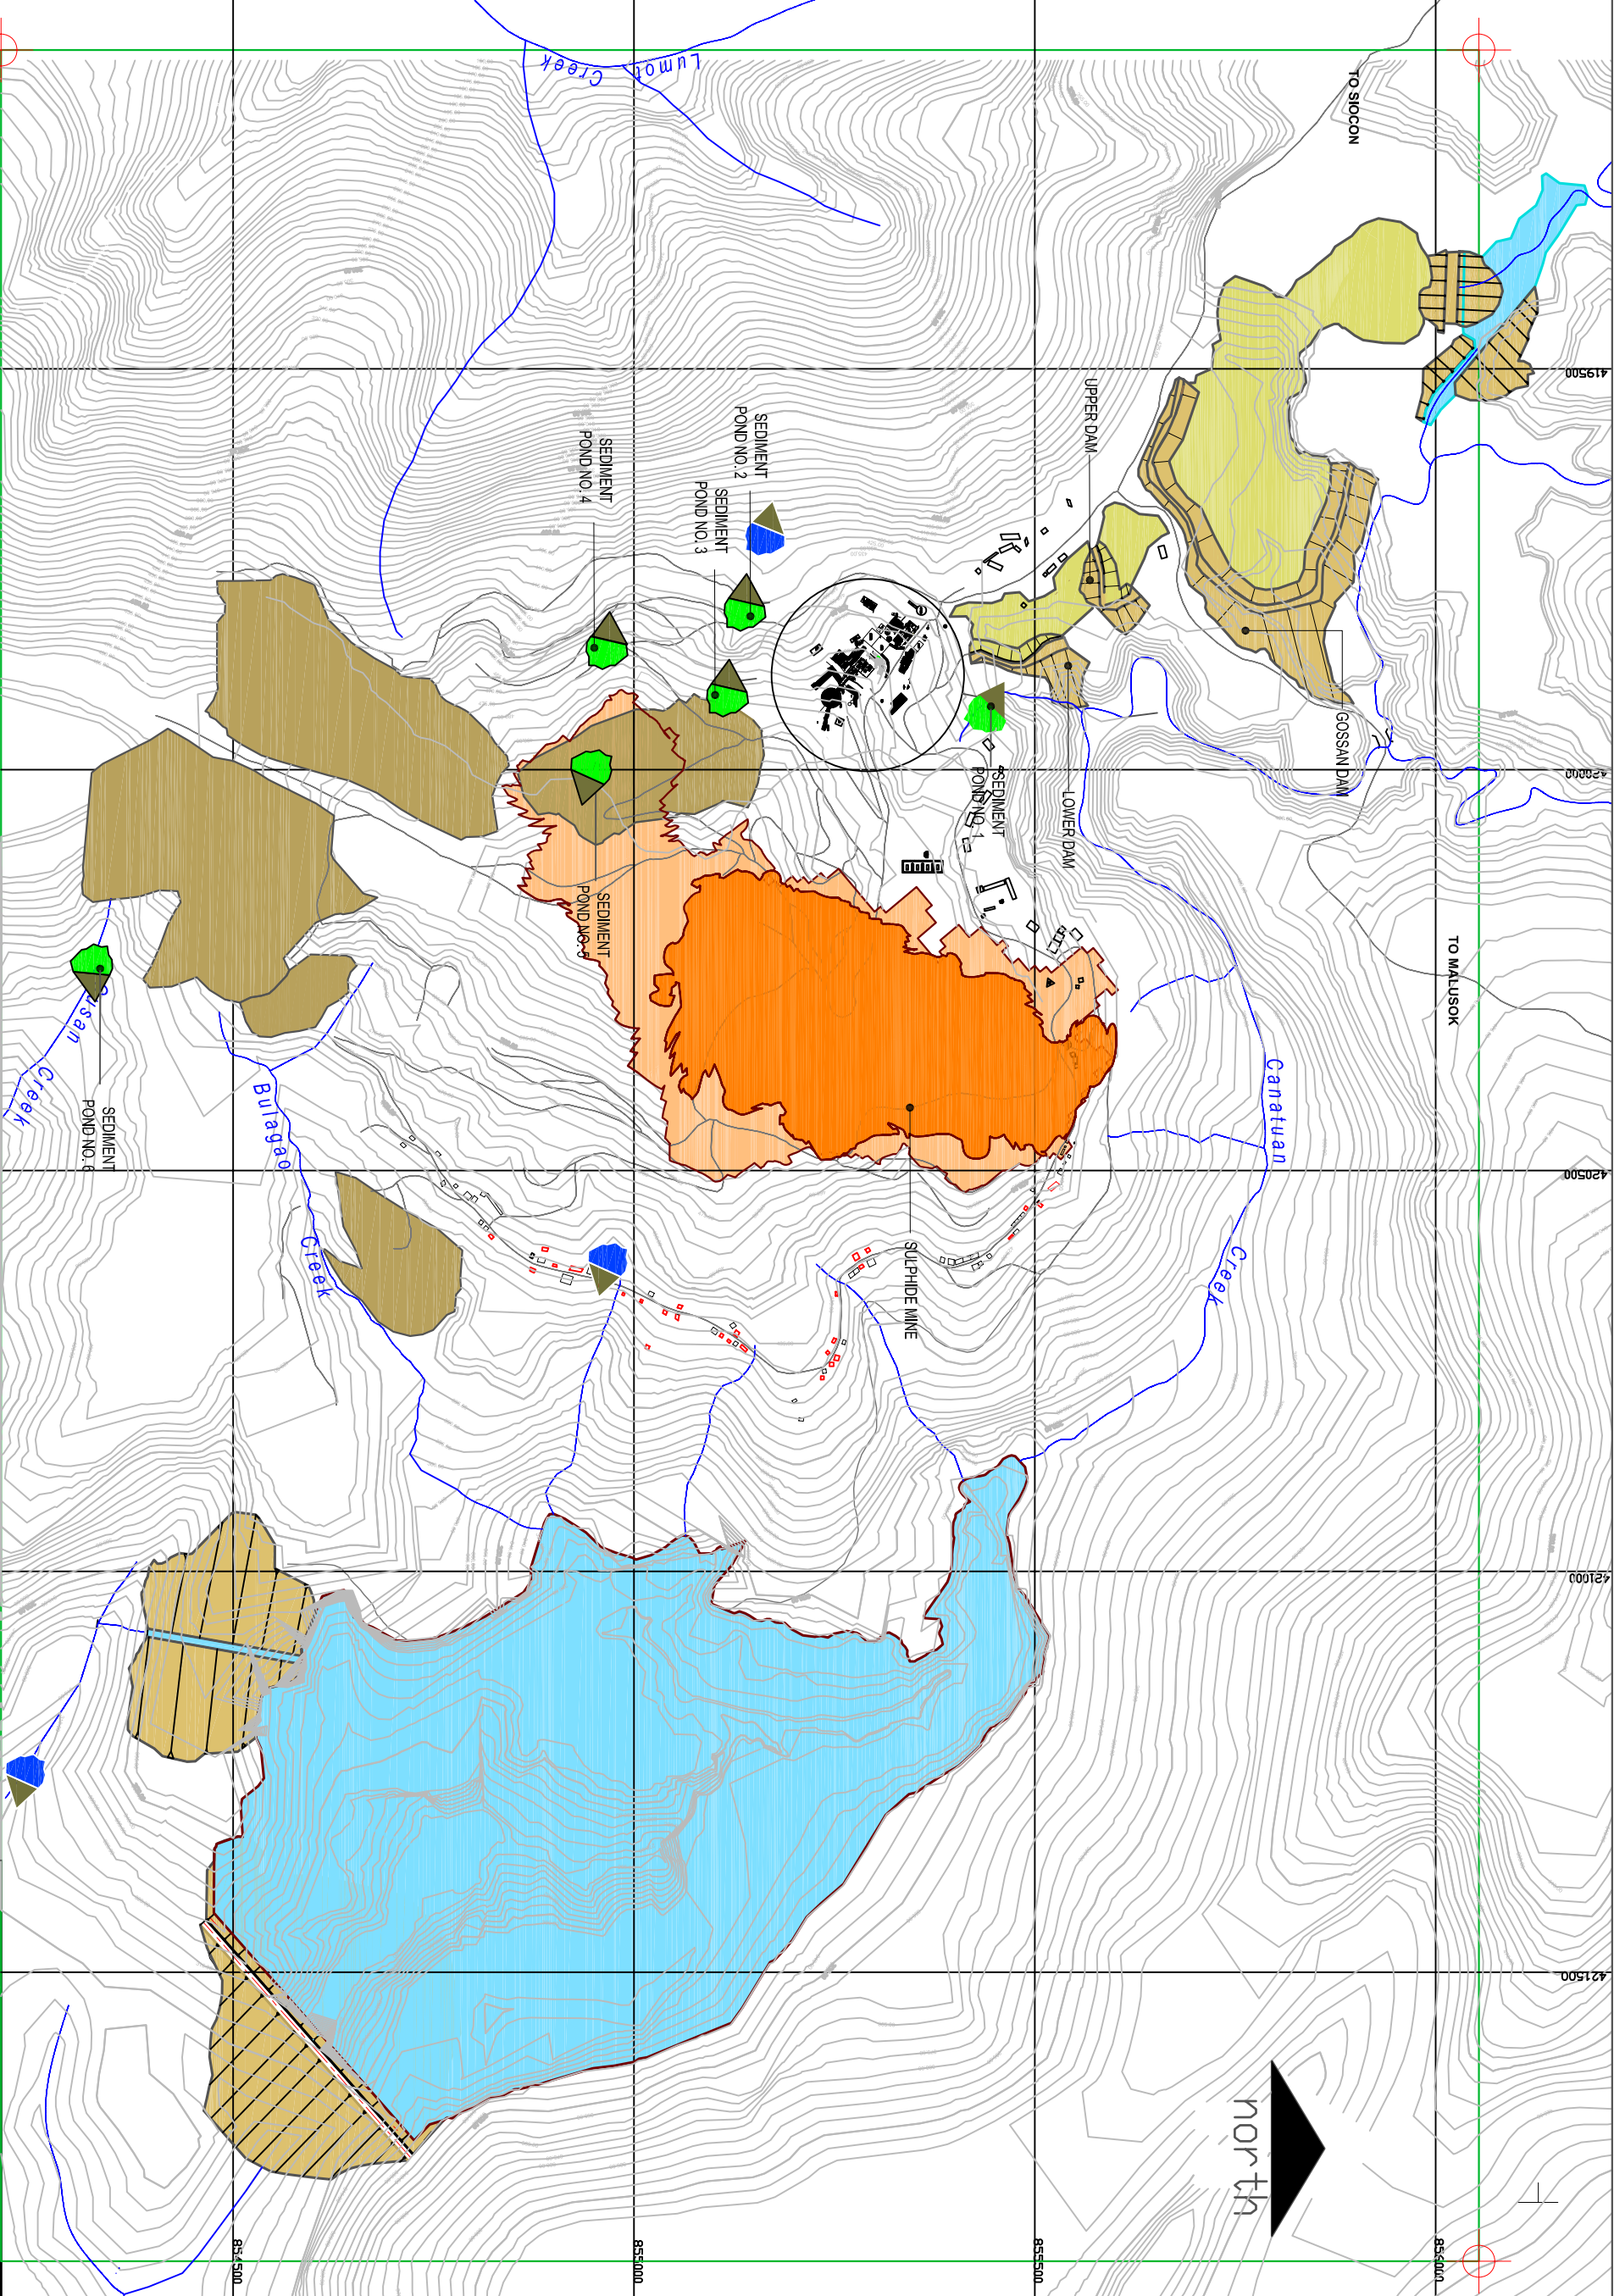 TO SIOCON
Lumot
Creek
419500
UPPER DAM
SEDIMENT
POND NO. 2
SEDIMENT
POND NO. 4
SEDIMENT
POND NO. 3
GOSSAN DAM
420000
LOWER DAM
SEDIMENT
POND NO. 1
SEDIMENT
POND NO. 5
TO MALUSOK
Canatuan
Creek
Creek
Bulagao
Creek
SEDIMENT
POND NO. 6
420500
SULPHIDE MINE
421000
421500
north
854500
855000
855500
856000